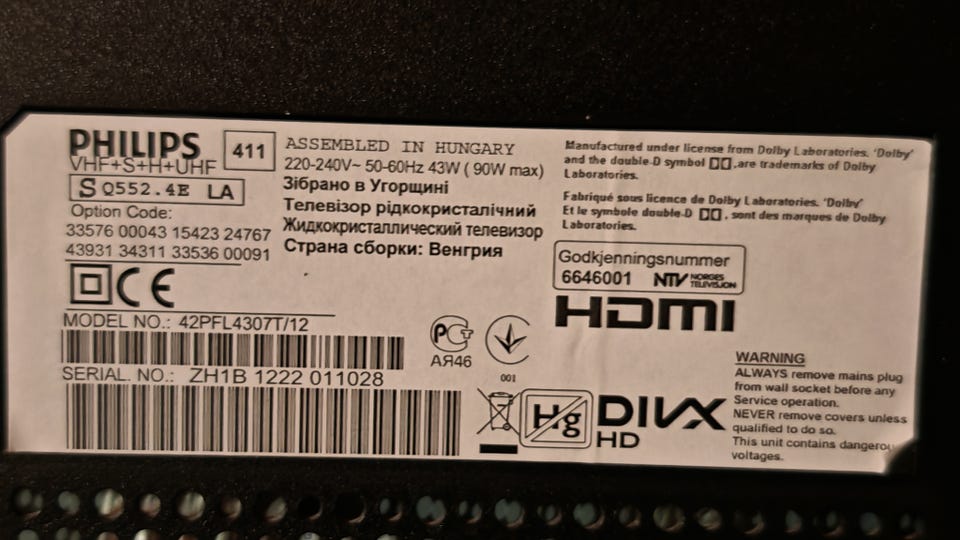 PHILIPS
VHF+S+H+UHF
411
S Q552.4E LA
Option Code:
33576 00043 15423 24767
43931 34311 33536 00091
CE
MODEL NO.: 42PFL4307T/12
SERIAL. NO.: ZH1B 1222 011028
ASSEMBLED IN HUNGARY
220-240V~ 50-60Hz 43W ( 90W max)
Зібрано в Угорщині
Телевізор рідкокристалічний
Жидкокристаллический телевизор
Страна сборки: Венгрия
РСТ
АЯ46
001
Hg
Manufactured under license from Dolby Laboratories. 'Dolby'
and the double-D symbol DD ,are trademarks of Dolby
Laboratories.
Fabriqué sous licence de Dolby Laboratories. 'Dolby'
Et le symbole double-D DD , sont des marques de Dolby
Laboratories.
Godkjenningsnummer
6646001 NTV NORGES
TELEVISJON
HDMI
DIVX
HD
WARNING
ALWAYS remove mains plug
from wall socket before any
Service operation.
NEVER remove covers unless
qualified to do so.
This unit contains dangerou
voltages.